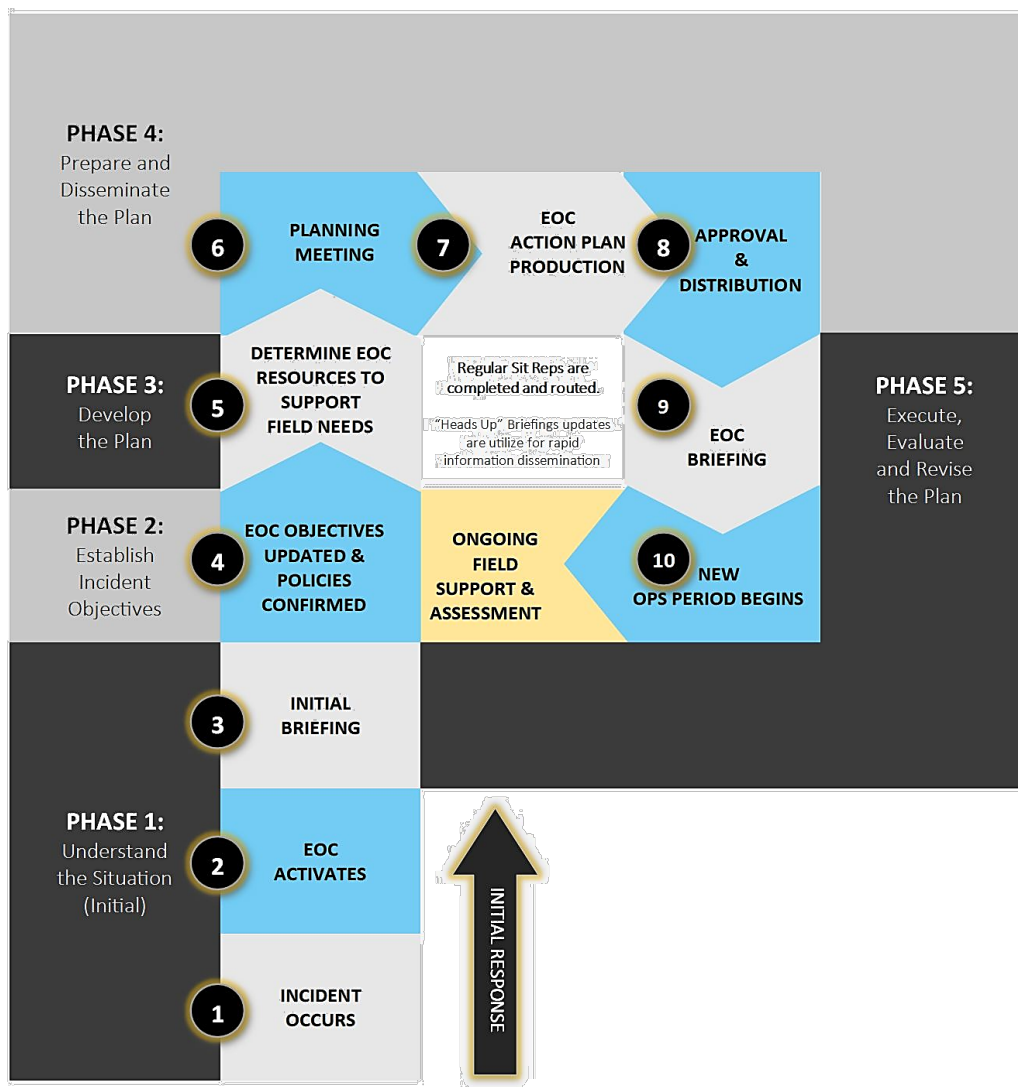 PHASE 4:
Prepare and
Disseminate
the Plan
6
PLANNING
MEETING
7
EOC
ACTION PLAN
PRODUCTION
8
APPROVAL
&
DISTRIBUTION
PHASE 3:
Develop
the Plan
5
DETERMINE EOC
RESOURCES TO
SUPPORT
FIELD NEEDS
Regular Sit Reps are
completed and routed.
“Heads Up” Briefings updates
are utilize for rapid
information dissemination
9
EOC
BRIEFING
PHASE 5:
Execute,
Evaluate
and Revise
the Plan
PHASE 2:
Establish
Incident
Objectives
4
EOC OBJECTIVES
UPDATED &
POLICIES
CONFIRMED
ONGOING
FIELD
SUPPORT &
ASSESSMENT
10
NEW
OPS PERIOD BEGINS
3
INITIAL
BRIEFING
PHASE 1:
Understand
the Situation
(Initial)
2
EOC
ACTIVATES
1
INCIDENT
OCCURS
INITIAL RESPONSE